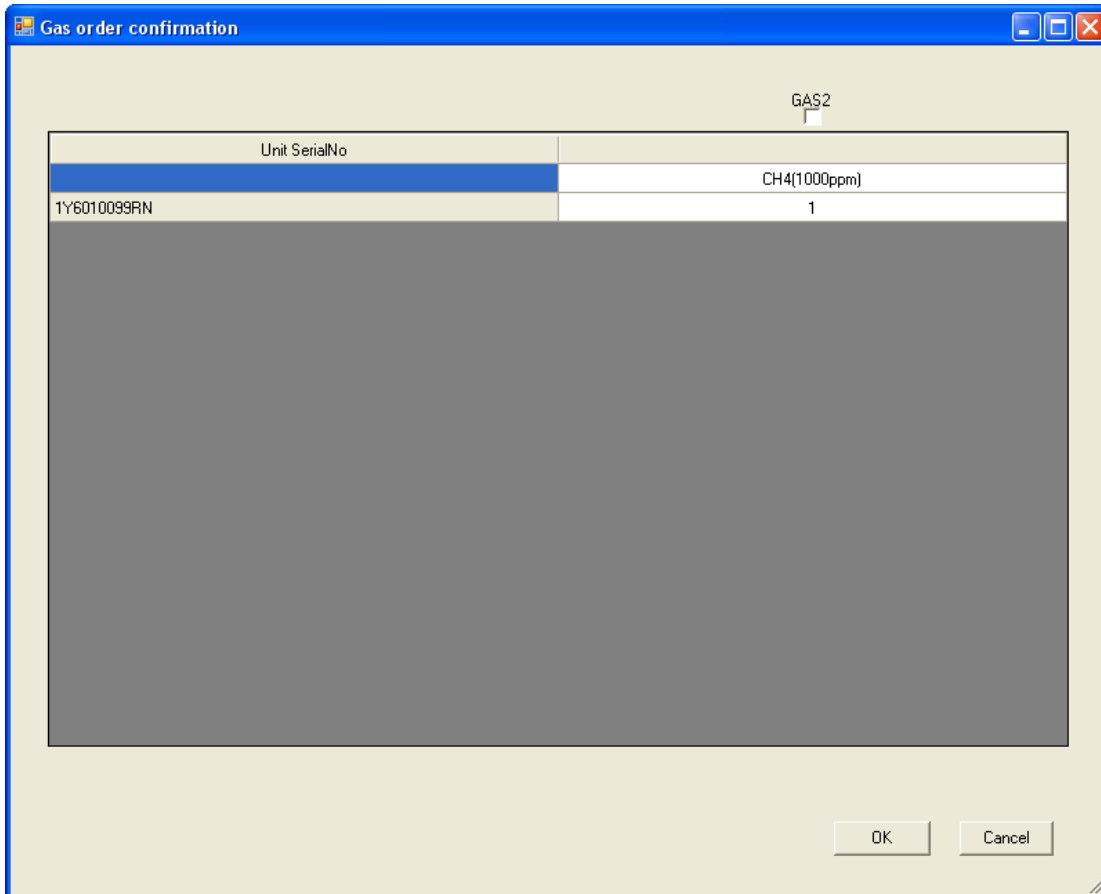 Gas order confirmation
GAS2
Unit SerialNo
CH4(1000ppm)
1Y6010099RN 1
OK Cancel